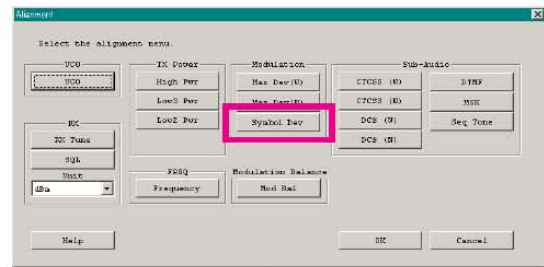 Alignment
Select the alignment menu.
VCO
VCO
TX Power
High Pwr
Low3 Pwr
Low2 Pwr
Modulation
Max Dev(W)
Max Dev(N)
Symbol Dev
Sub-Audio
CTCSS (W)
CTCSS (N)
DCS (W)
DCS (N)
DTMF
MSK
Seq Tone
RX
RX Tune
SQL
Unit
dBm
FREQ
Frequency
Modulation Balance
Mod Bal
Help
OK
Cancel